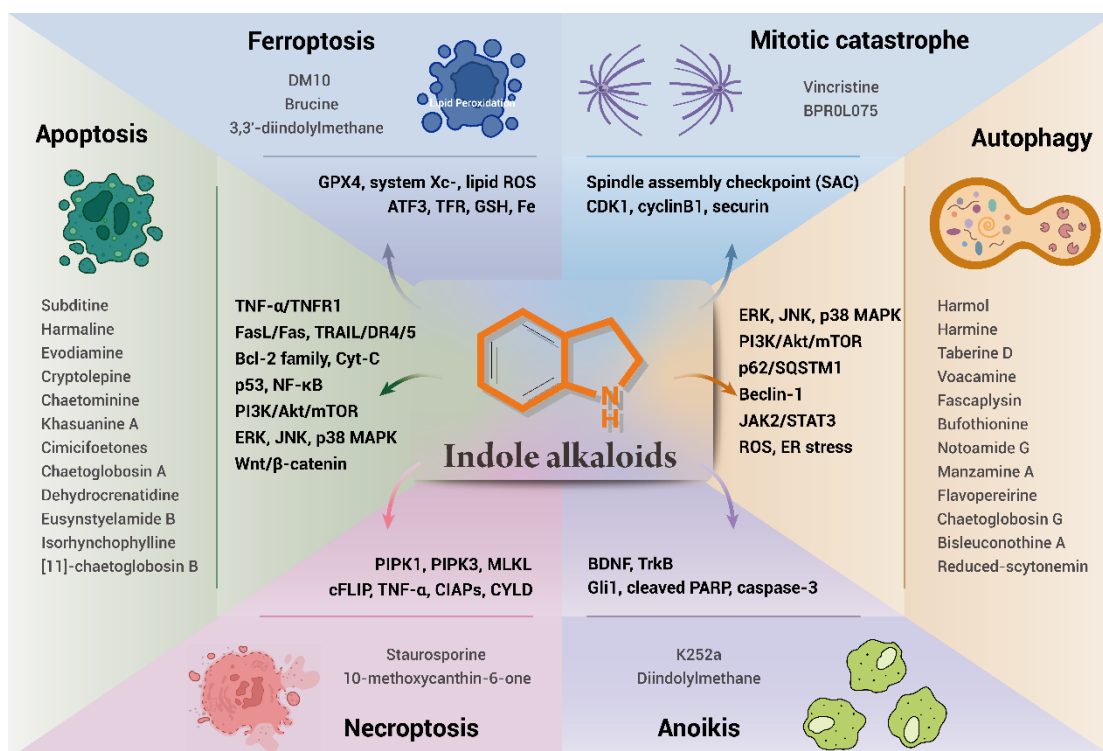 Ferroptosis
DM10
Brucine
3,3'-diindolylmethane
Lipid Peroxidation
GPX4, system Xc-, lipid ROS
ATF3, TFR, GSH, Fe
Mitotic catastrophe
Vincristine
BPR0L075
Spindle assembly checkpoint (SAC)
CDK1, cyclinB1, securin
Apoptosis
Subditine
Harmaline
Evodiamine
Cryptolepine
Chaetominine
Khasuanine A
Cimicifoetones
Chaetoglobosin A
Dehydrocrenatidine
Eusynstyelamide B
Isorhynchophylline
[11]-chaetoglobosin B
TNF-α/TNFR1
FasL/Fas, TRAIL/DR4/5
Bcl-2 family, Cyt-C
p53, NF-κB
PI3K/Akt/mTOR
ERK, JNK, p38 MAPK
Wnt/β-catenin
N
H
Indole alkaloids
ERK, JNK, p38 MAPK
PI3K/Akt/mTOR
p62/SQSTM1
Beclin-1
JAK2/STAT3
ROS, ER stress
Autophagy
Harmol
Harmine
Taberine D
Voacamine
Fascaplysin
Bufothionine
Notoamide G
Manzamine A
Flavopereirine
Chaetoglobosin G
Bisleuconothine A
Reduced-scytonemin
PIPK1, PIPK3, MLKL
cFLIP, TNF-α, CIAPs, CYLD
Staurosporine
10-methoxycanthin-6-one
Necroptosis
BDNF, TrkB
Gli1, cleaved PARP, caspase-3
K252a
Diindolylmethane
Anoikis